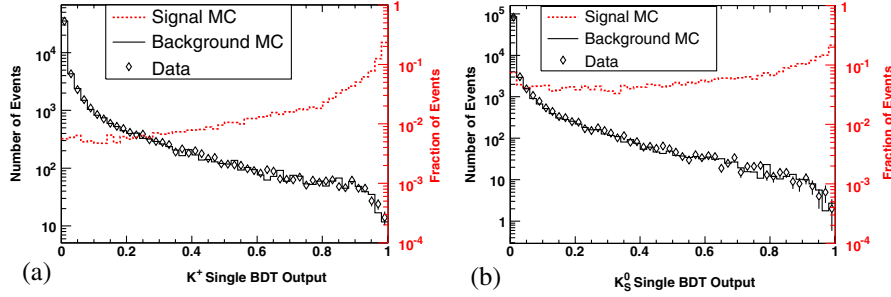 Signal MC
Background MC
Data
Number of Events
Fraction of Events
10^4
10^3
10^2
10
1
10^-1
10^-2
10^-3
10^-4
0
0.2
0.4
0.6
0.8
1
K^+ Single BDT Output
(a)
Signal MC
Background MC
Data
Number of Events
Fraction of Events
10^5
10^4
10^3
10^2
10
1
1
10^-1
10^-2
10^-3
10^-4
0
0.2
0.4
0.6
0.8
1
K_S^0 Single BDT Output
(b)